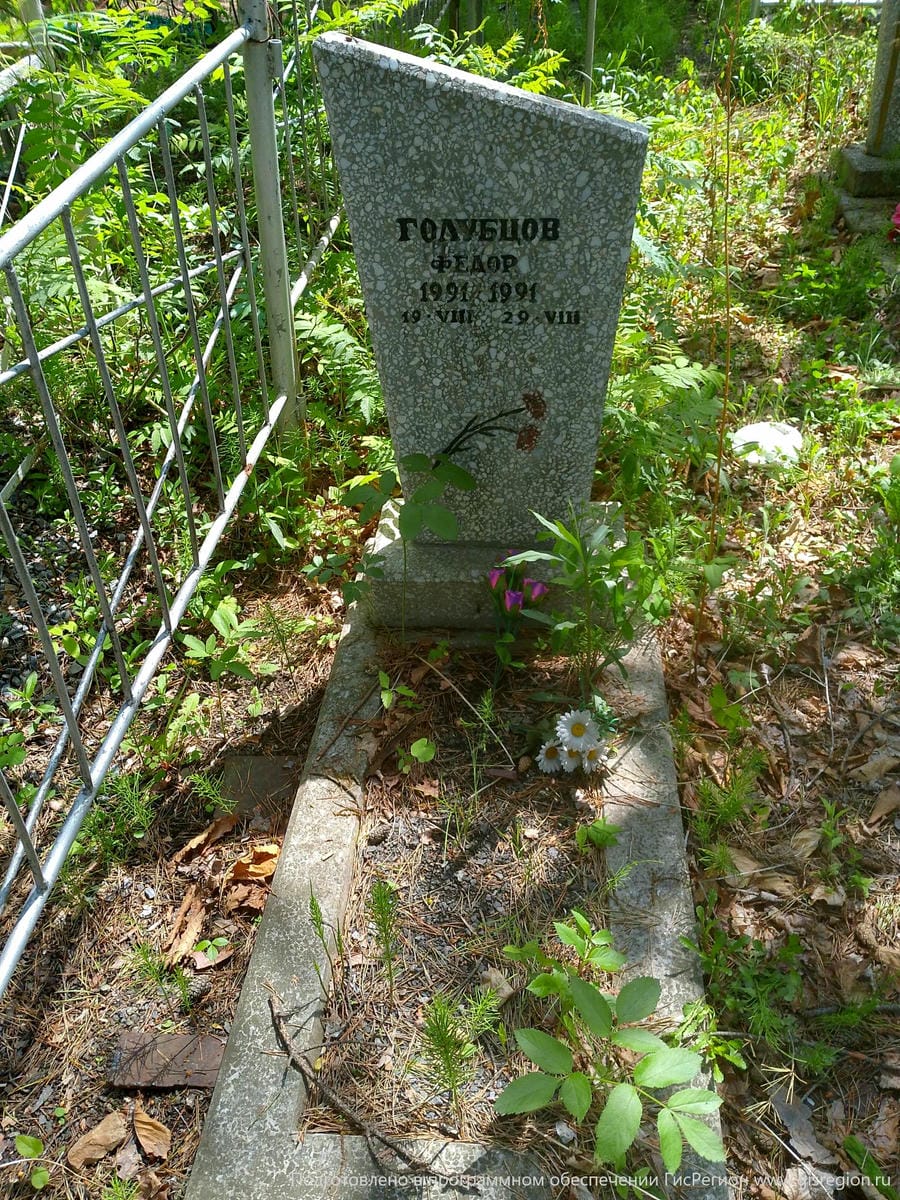 ГОЛУБЦОВ
ФЕДОР
1991 1991
19·VIII 29·VIII
Подготовлено в программном обеспечении ГисРегион www.gisregion.ru